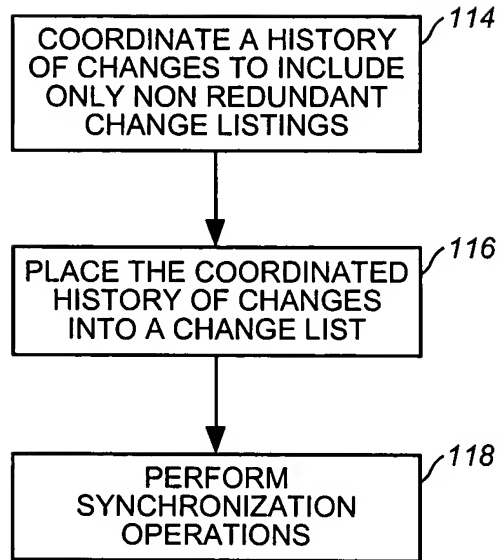 COORDINATE A HISTORY
OF CHANGES TO INCLUDE
ONLY NON REDUNDANT
CHANGE LISTINGS
114
PLACE THE COORDINATED
HISTORY OF CHANGES
INTO A CHANGE LIST
116
PERFORM
SYNCHRONIZATION
OPERATIONS
118